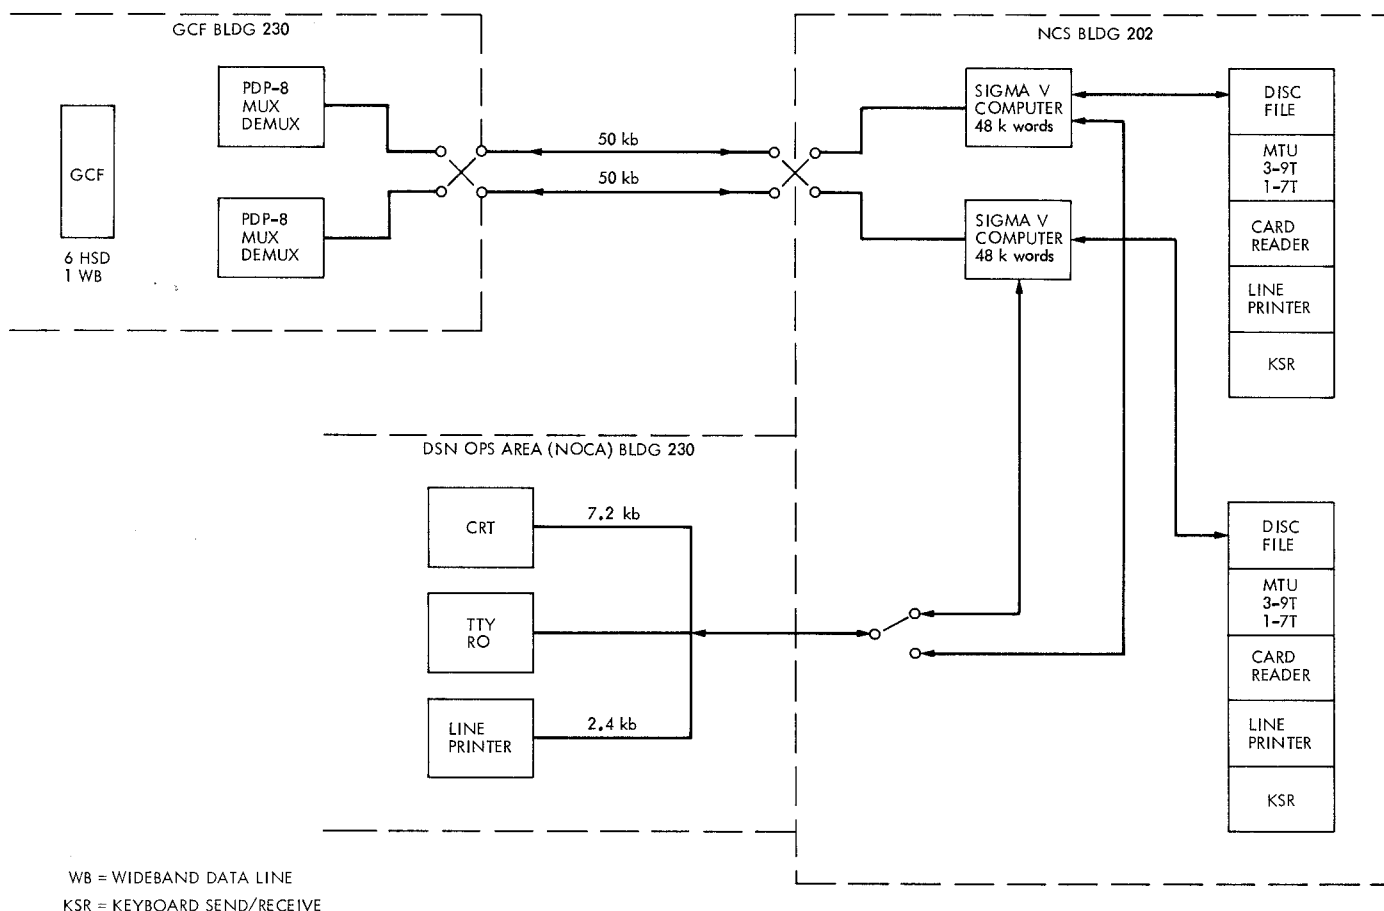 GCF BLDG 230
NCS BLDG 202
GCF
6 HSD
1 WB
PDP-8
MUX
DEMUX
PDP-8
MUX
DEMUX
50 kb
50 kb
SIGMA V
COMPUTER
48 k words
SIGMA V
COMPUTER
48 k words
DISC
FILE
MTU
3-9T
1-7T
CARD
READER
LINE
PRINTER
KSR
DSN OPS AREA (NOCA) BLDG 230
CRT
7.2 kb
TTY
RO
LINE
PRINTER
2.4 kb
DISC
FILE
MTU
3-9T
1-7T
CARD
READER
LINE
PRINTER
KSR
WB = WIDEBAND DATA LINE
KSR = KEYBOARD SEND/RECEIVE